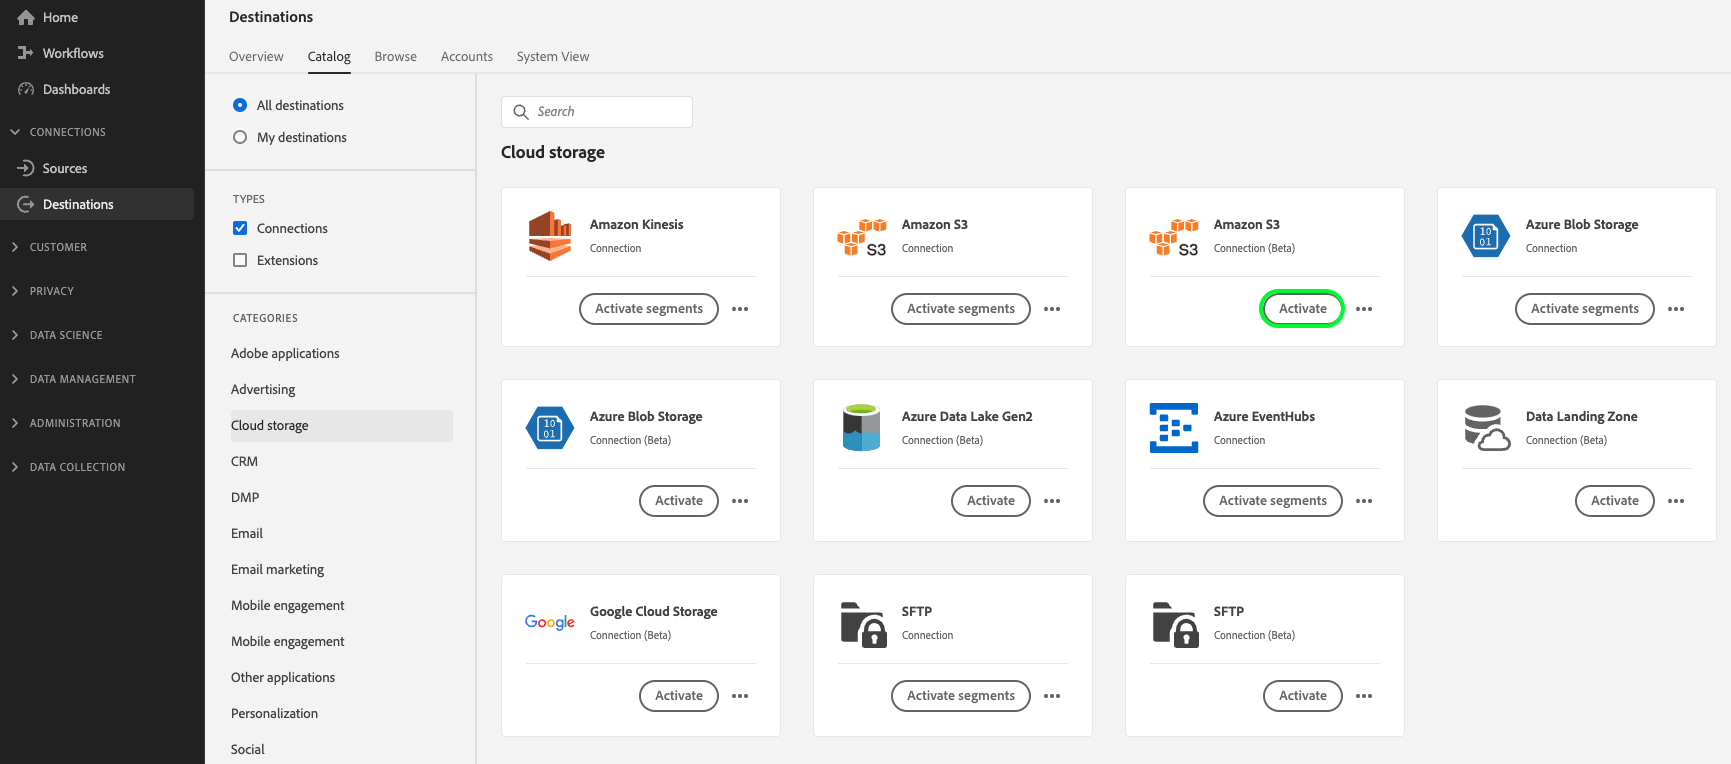 Home
Workflows
Dashboards
CONNECTIONS
Sources
Destinations
CUSTOMER
PRIVACY
DATA SCIENCE
DATA MANAGEMENT
ADMINISTRATION
DATA COLLECTION
Destinations
Overview
Catalog
Browse
Accounts
System View
All destinations
My destinations
TYPES
Connections
Extensions
CATEGORIES
Adobe applications
Advertising
Cloud storage
CRM
DMP
Email
Email marketing
Mobile engagement
Mobile engagement
Other applications
Personalization
Social
Search
Cloud storage
Amazon Kinesis
Connection
Activate segments
Amazon S3
S3
Connection
Activate segments
Amazon S3
S3
Connection (Beta)
Activate
Azure Blob Storage
10
01
Connection
Activate segments
Azure Blob Storage
10
01
Connection (Beta)
Activate
Azure Data Lake Gen2
Connection (Beta)
Activate
Azure EventHubs
Connection
Activate segments
Data Landing Zone
Connection (Beta)
Activate
Google
Google Cloud Storage
Connection (Beta)
Activate
SFTP
Connection
Activate segments
SFTP
Connection (Beta)
Activate